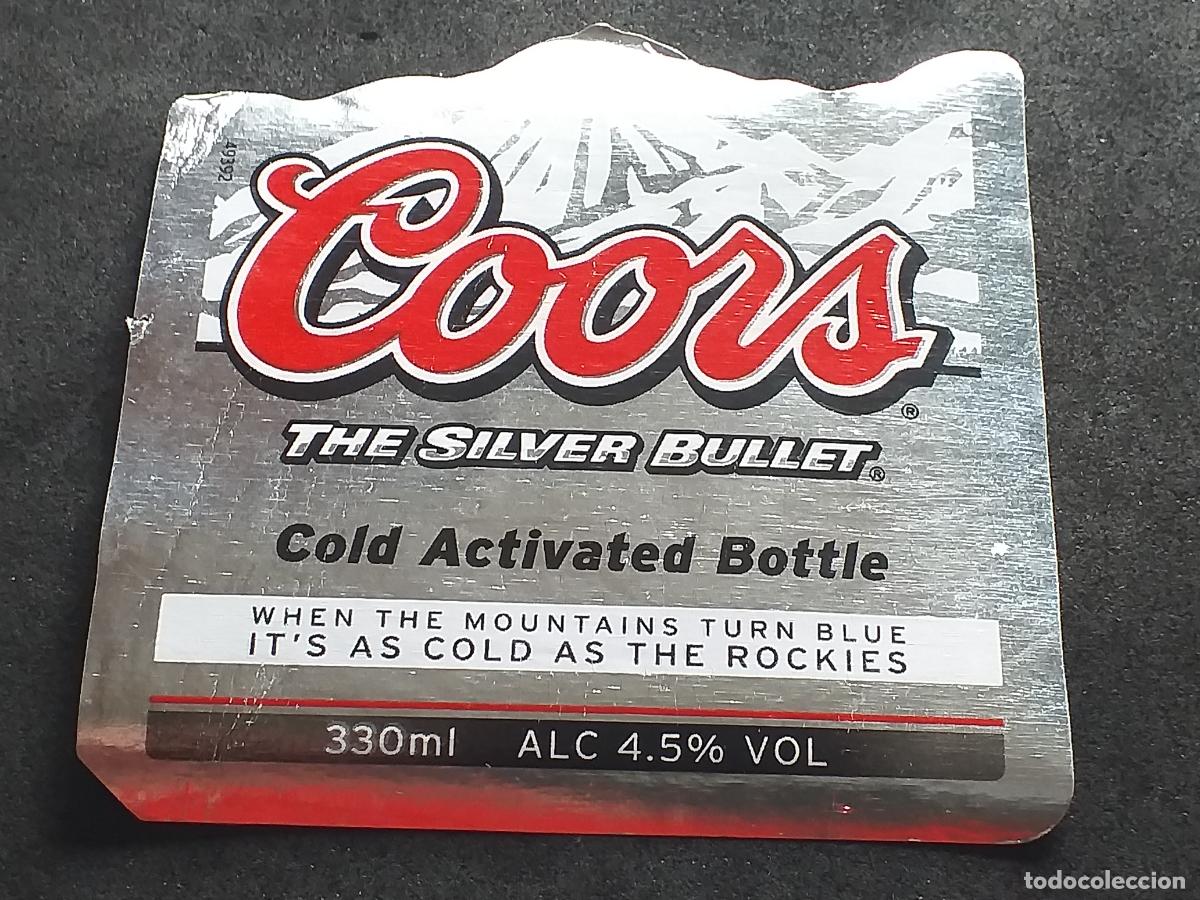 49392
Coors
®
THE SILVER BULLET®
Cold Activated Bottle
WHEN THE MOUNTAINS TURN BLUE
IT'S AS COLD AS THE ROCKIES
330ml ALC 4.5% VOL
todocoleccion